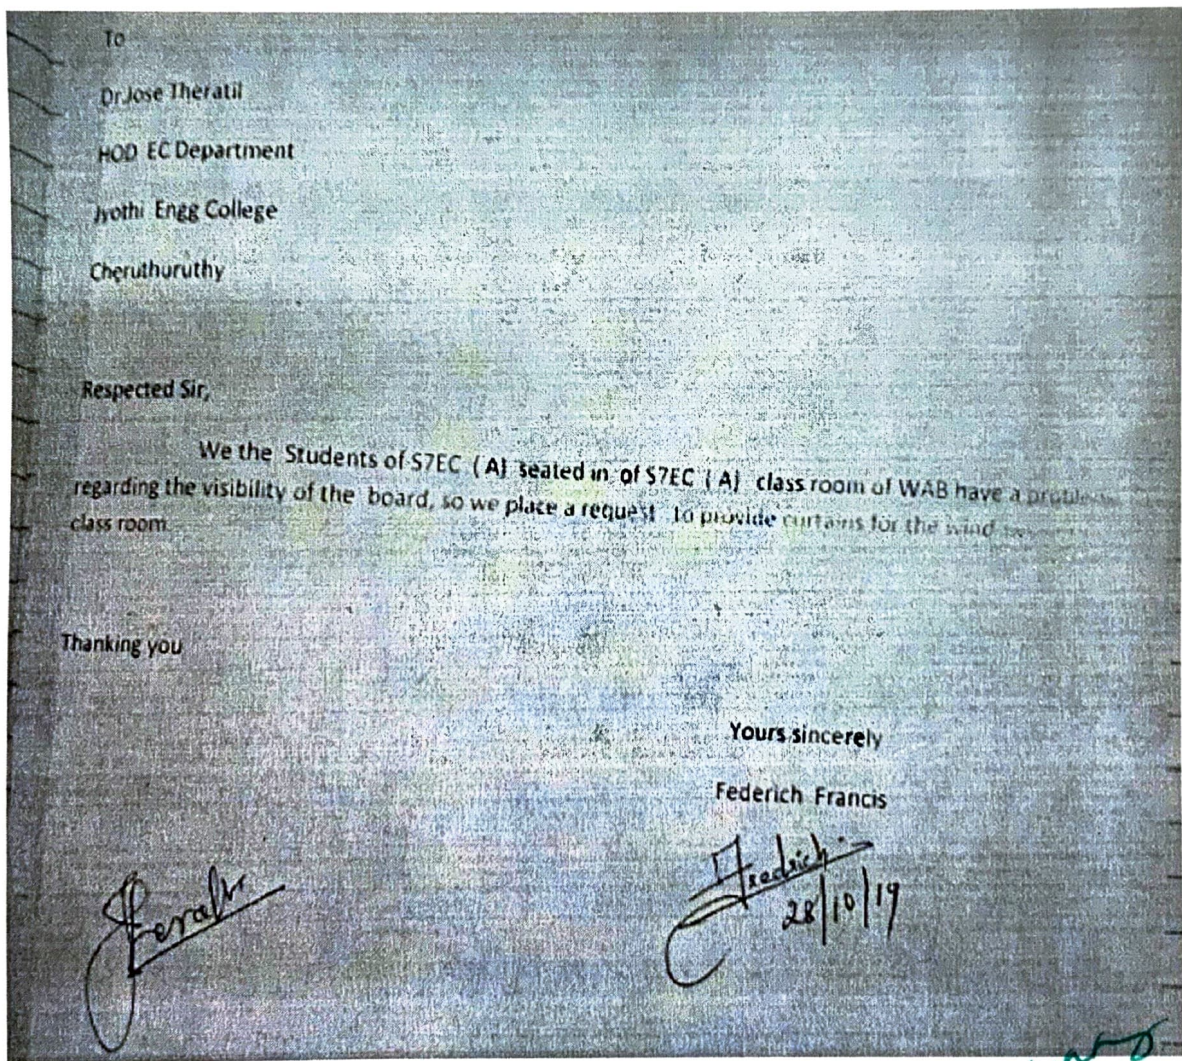 To
Dr.Jose Theratil
HOD EC Department
Jyothi Engg College
Cheruthuruthy
Respected Sir,
We the Students of S7EC (A) seated in of S7EC (A) class room of WAB have a problem
regarding the visibility of the board, so we place a request to provide curtains for the
class room.
Thanking you
Yours sincerely
Federich Francis
Fredrich
28/10/19